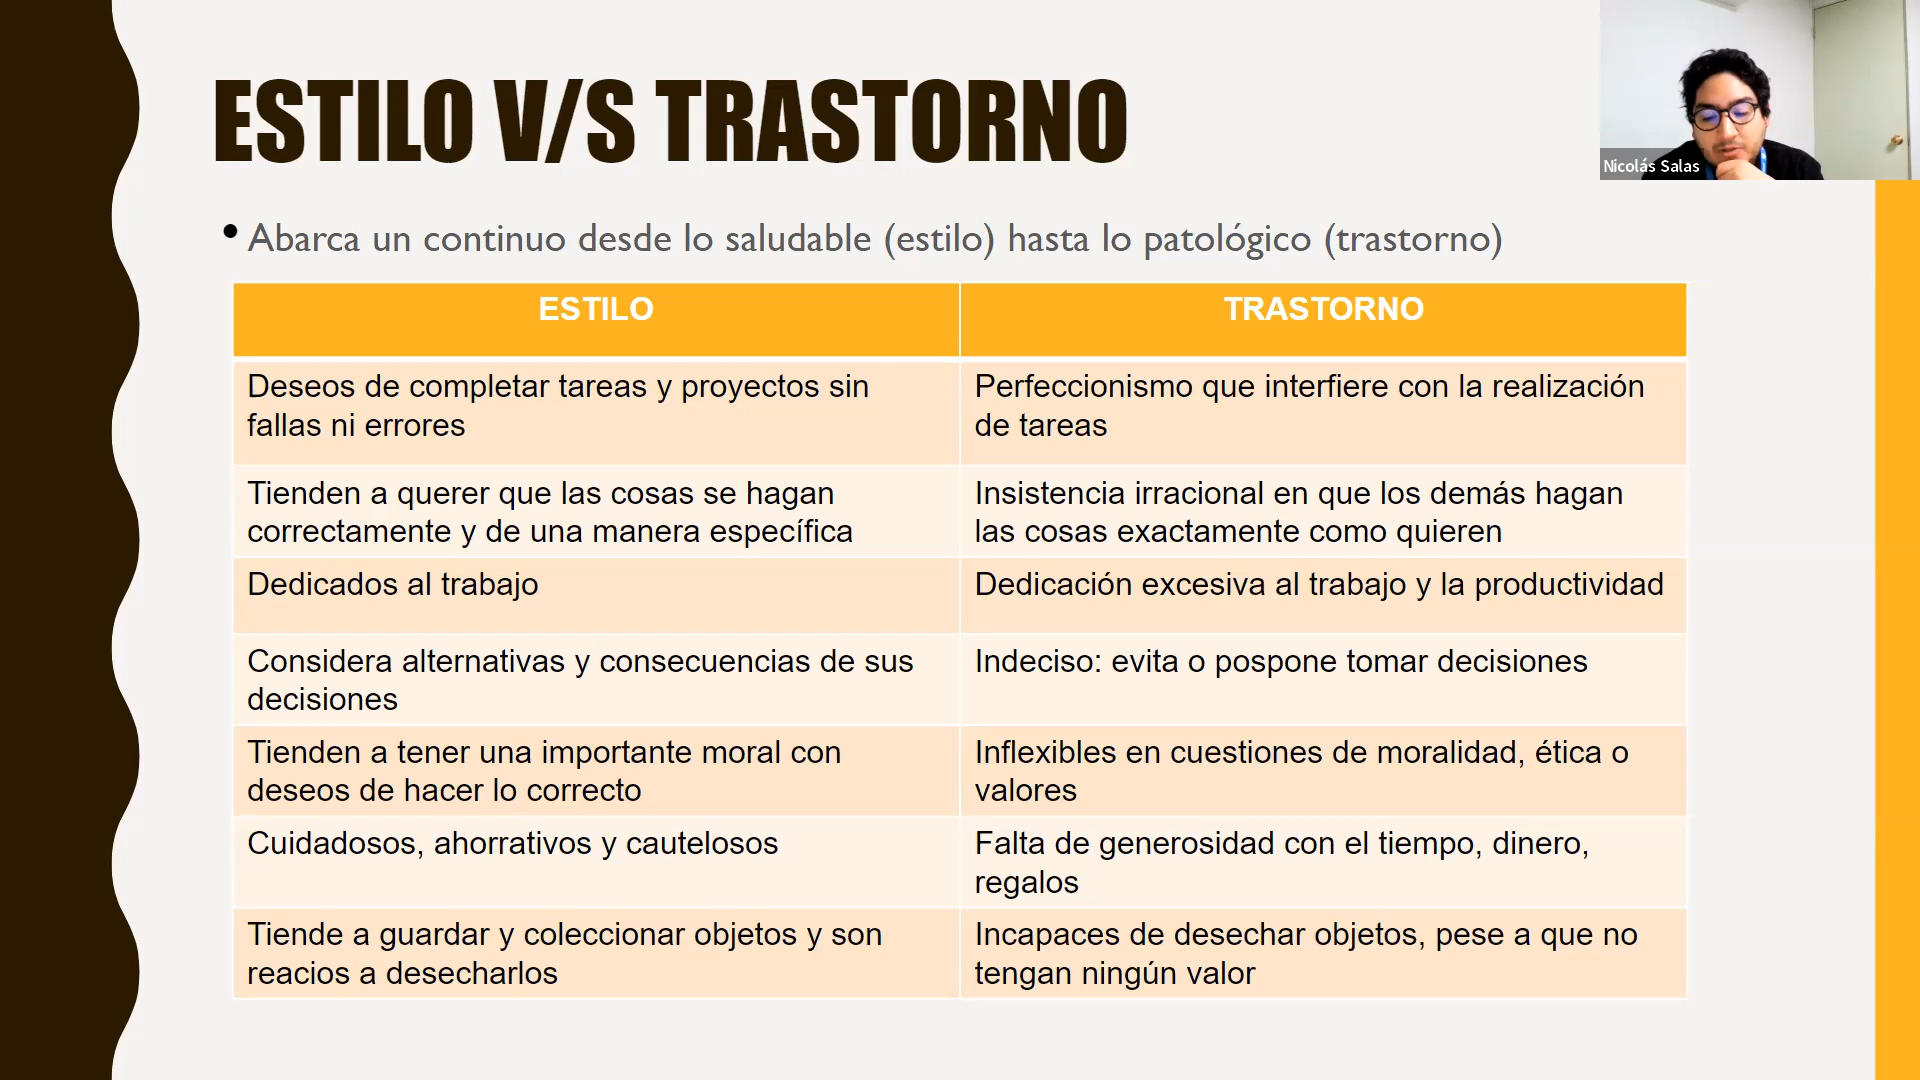 ESTILO V/S TRASTORNO
Nicolás Salas
• Abarca un continuo desde lo saludable (estilo) hasta lo patológico (trastorno)
ESTILO
TRASTORNO
Deseos de completar tareas y proyectos sin
fallas ni errores
Perfeccionismo que interfiere con la realización
de tareas
Tienden a querer que las cosas se hagan
correctamente y de una manera específica
Insistencia irracional en que los demás hagan
las cosas exactamente como quieren
Dedicados al trabajo
Dedicación excesiva al trabajo y la productividad
Considera alternativas y consecuencias de sus
decisiones
Indeciso: evita o pospone tomar decisiones
Tienden a tener una importante moral con
deseos de hacer lo correcto
Inflexibles en cuestiones de moralidad, ética o
valores
Cuidadosos, ahorrativos y cautelosos
Falta de generosidad con el tiempo, dinero,
regalos
Tiende a guardar y coleccionar objetos y son
reacios a desecharlos
Incapaces de desechar objetos, pese a que no
tengan ningún valor